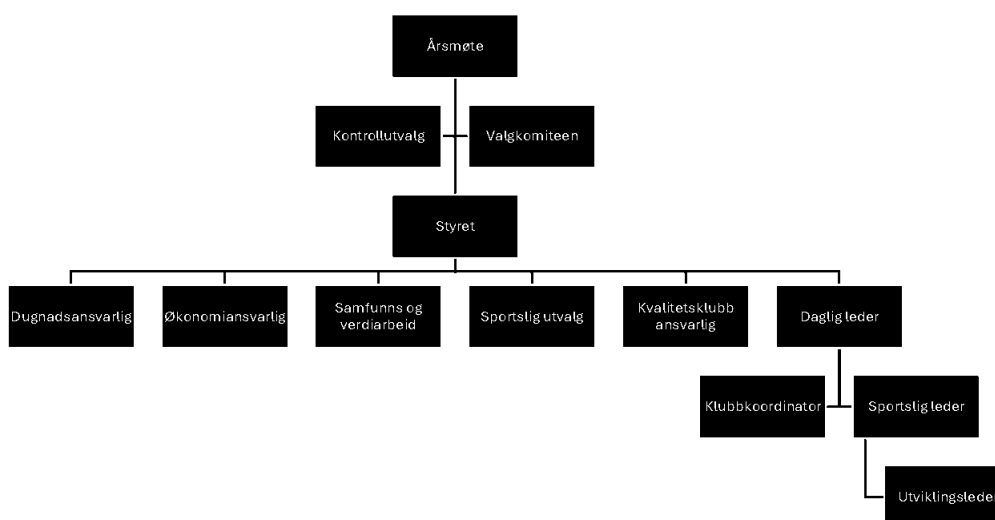 Årsmøte
Kontrollutvalg
Valgkomiteen
Styret
Dugnadsansvarlig
Økonomiansvarlig
Samfunns og
verdiarbeid
Sportslig utvalg
Kvalitetsklubb
ansvarlig
Daglig leder
Klubbkoordinator
Sportslig leder
Utviklingsleder